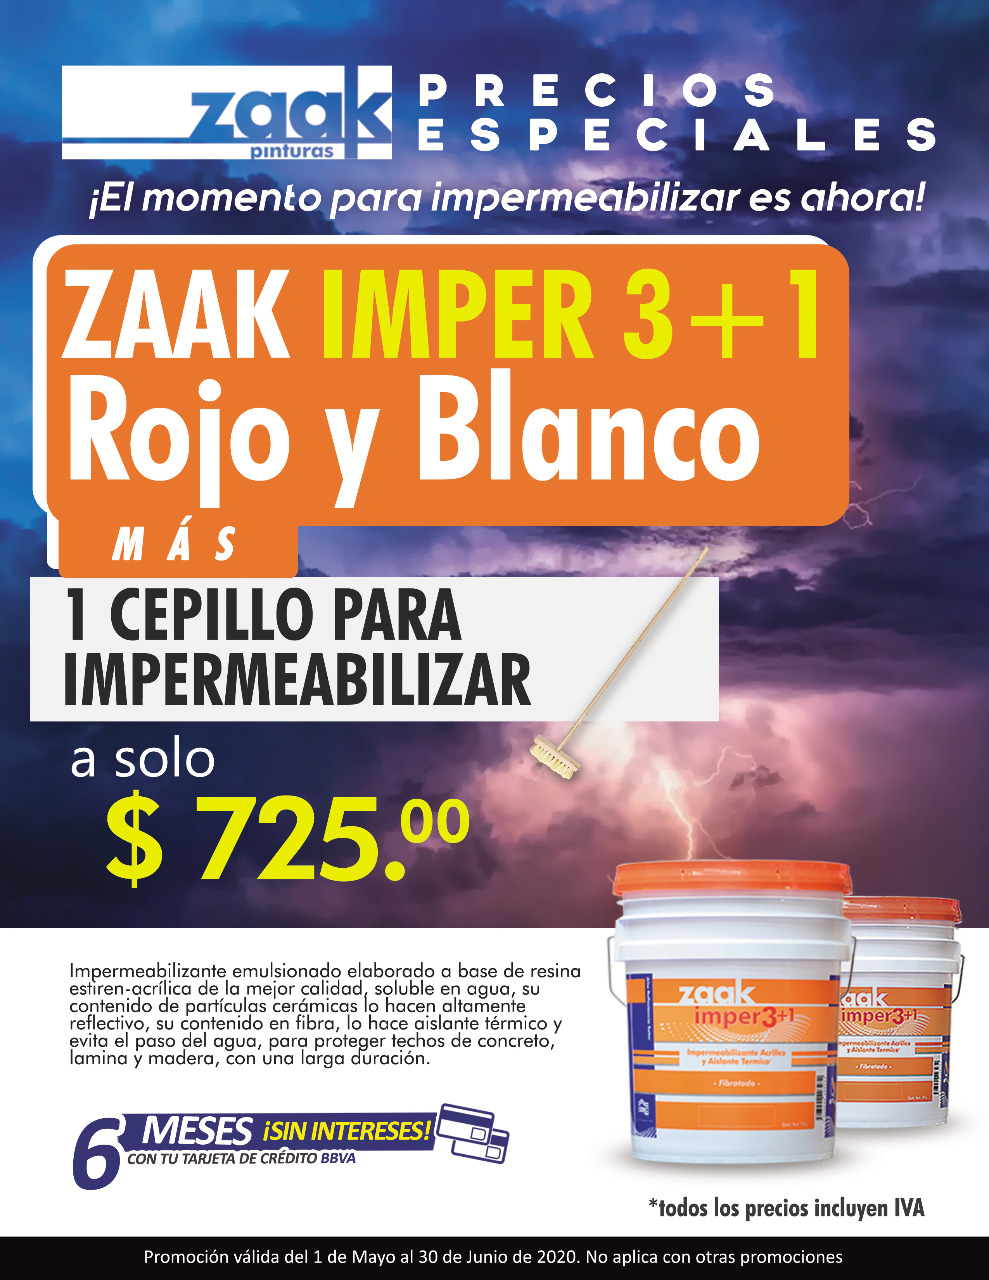 zaak
pinturas
PRECIOS
ESPECIALES
¡El momento para impermeabilizar es ahora!
ZAAK IMPER 3+1
Rojo y Blanco
MÁS
1 CEPILLO PARA
IMPERMEABILIZAR
a solo
$ 725.00
Impermeabilizante emulsionado elaborado a base de resina
estiren-acrílica de la mejor calidad, soluble en agua, su
contenido de partículas cerámicas lo hacen altamente
reflectivo, su contenido en fibra, lo hace aislante térmico y
evita el paso del agua, para proteger techos de concreto,
lamina y madera, con una larga duración.
6 MESES ¡SIN INTERESES!
CON TU TARJETA DE CRÉDITO BBVA
zaak
imper3+1
Impermeabilizante Acrílico
y Aislante Termico
- Fibratado -
zaak
imper3+1
Impermeabilizante Acrílico
y Aislante Termico
- Fibratado -
*todos los precios incluyen IVA
Promoción válida del 1 de Mayo al 30 de Junio de 2020. No aplica con otras promociones